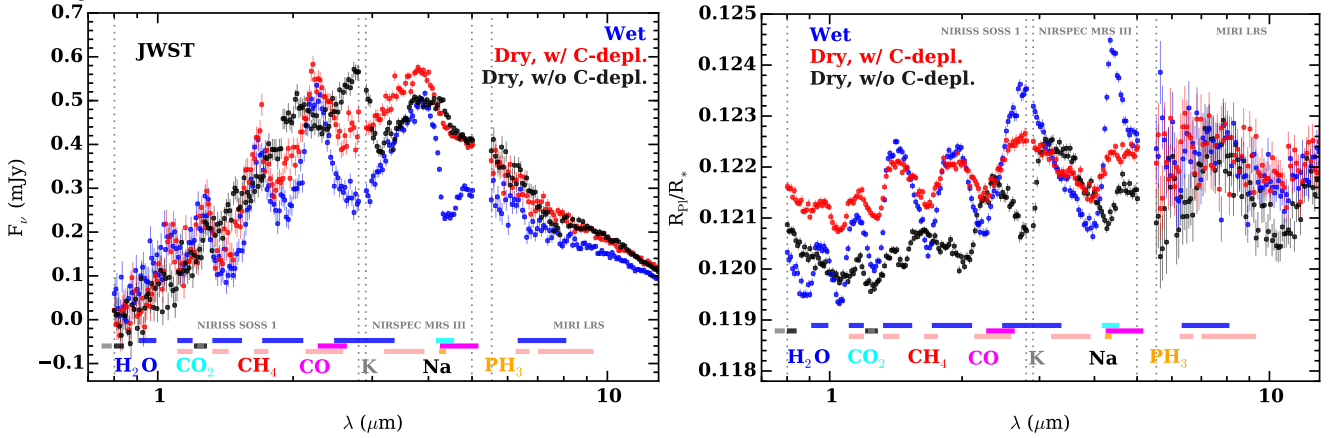 JWST
Wet
Dry, w/ C-depl.
Dry, w/o C-depl.
0.7
0.6
0.5
0.4
0.3
0.2
0.1
0.0
−0.1
F_ν (mJy)
NIRISS SOSS 1
NIRSPEC MRS III
MIRI LRS
H₂O CO₂ CH₄ CO K Na PH₃
1 10
λ (μm)
0.125
0.124
0.123
0.122
0.121
0.120
0.119
0.118
R_Pl/R_*
NIRISS SOSS 1
NIRSPEC MRS III
MIRI LRS
Wet
Dry, w/ C-depl.
Dry, w/o C-depl.
H₂O CO₂ CH₄ CO K Na PH₃
1 10
λ (μm)